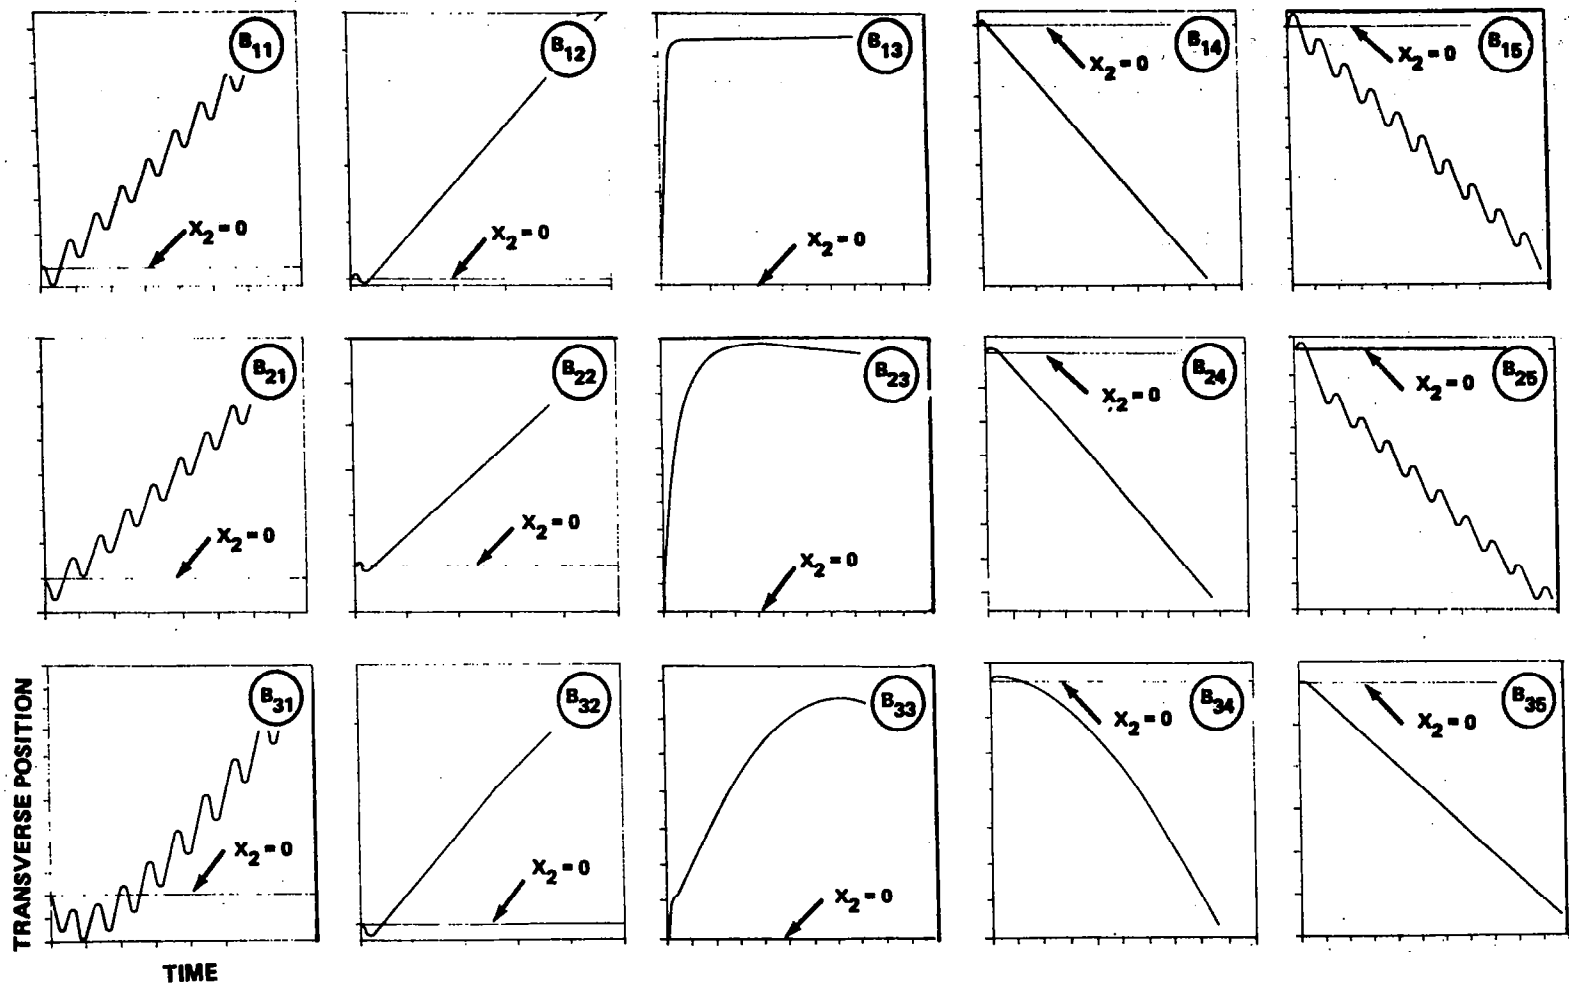 B11
B12
B13
B14
B15
X2=0
X2=0
X2=0
X2=0
X2=0
B21
B22
B23
B24
B25
X2=0
X2=0
X2=0
X2=0
X2=0
B31
B32
B33
B34
B35
X2=0
X2=0
X2=0
X2=0
X2=0
TRANSVERSE POSITION
TIME